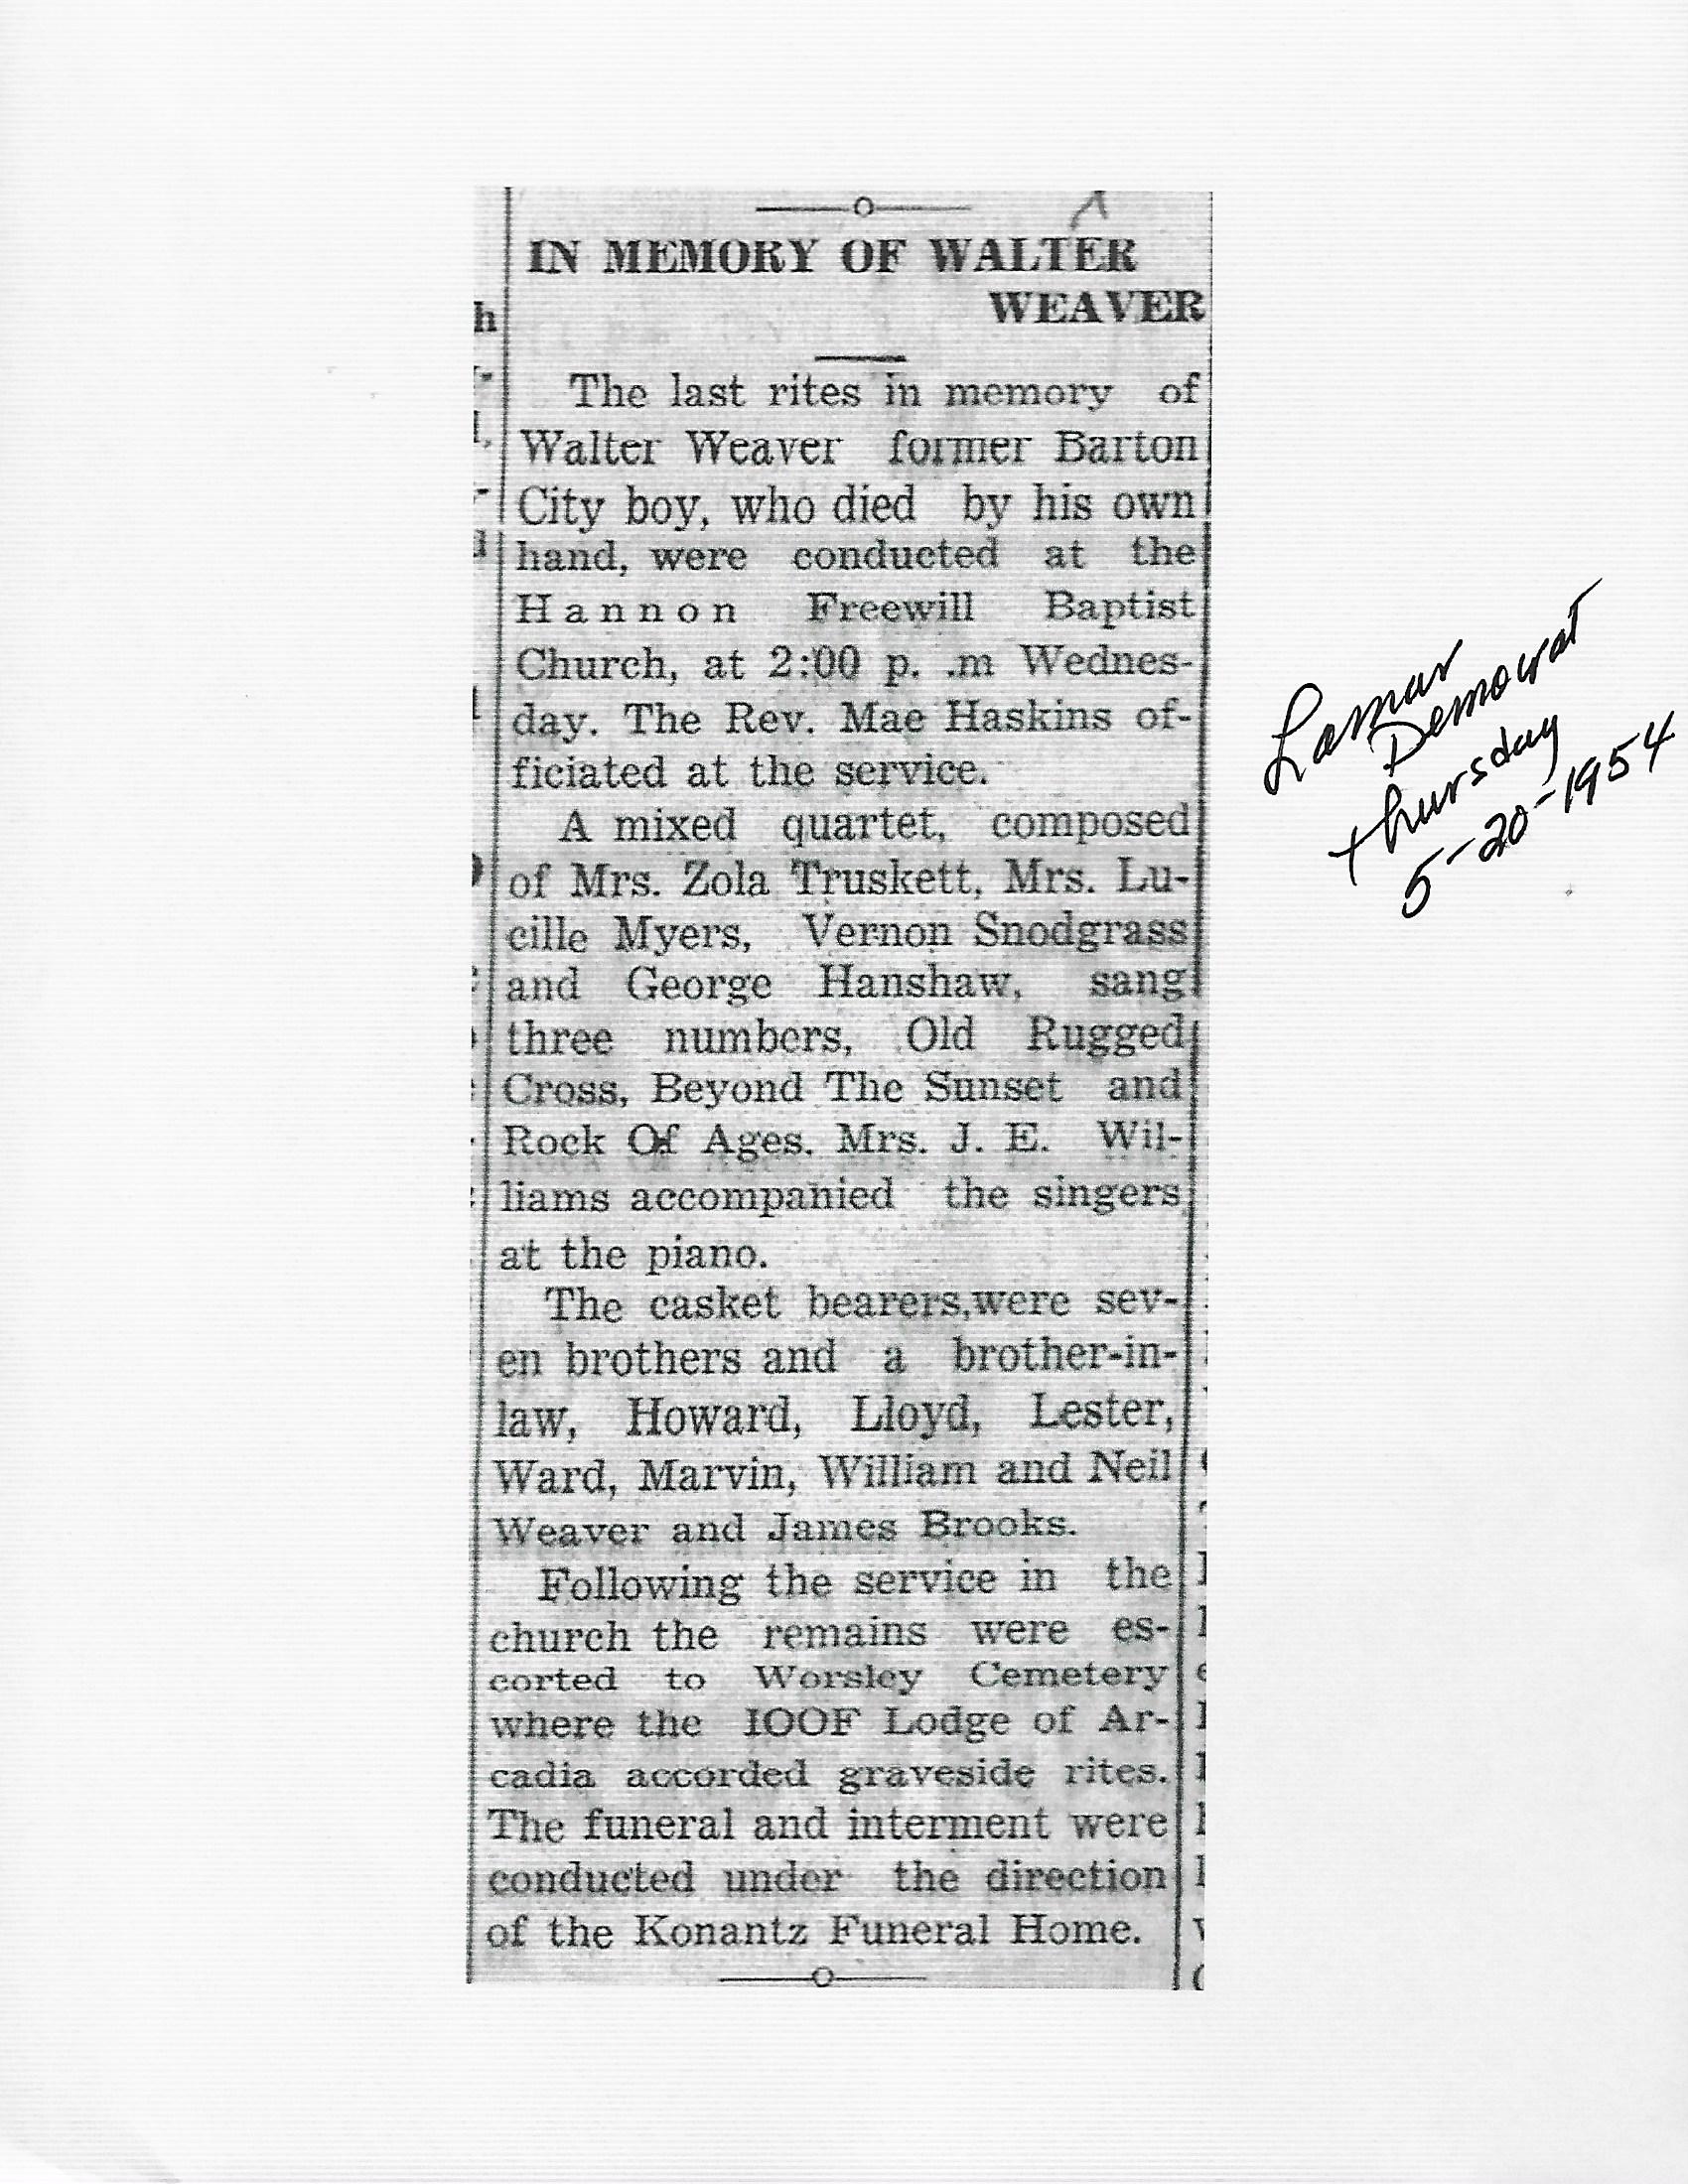 IN MEMORY OF WALTER
WEAVER
The last rites in memory of
Walter Weaver former Barton
City boy, who died by his own
hand, were conducted at the
Hannon Freewill Baptist
Church, at 2:00 p. .m Wednes-
day. The Rev. Mae Haskins of-
ficiated at the service.
A mixed quartet, composed
of Mrs. Zola Truskett, Mrs. Lu-
cille Myers, Vernon Snodgrass
and George Hanshaw, sang
three numbers, Old Rugged
Cross, Beyond The Sunset and
Rock Of Ages. Mrs. J. E. Wil-
liams accompanied the singers
at the piano.
The casket bearers,were sev-
en brothers and a brother-in-
law, Howard, Lloyd, Lester,
Ward, Marvin, William and Neil
Weaver and James Brooks.
Following the service in the
church the remains were es-
corted to Worsley Cemetery
where the IOOF Lodge of Ar-
cadia accorded graveside rites.
The funeral and interment were
conducted under the direction
of the Konantz Funeral Home.
Lamar
Democrat
thursday
5-20-1954